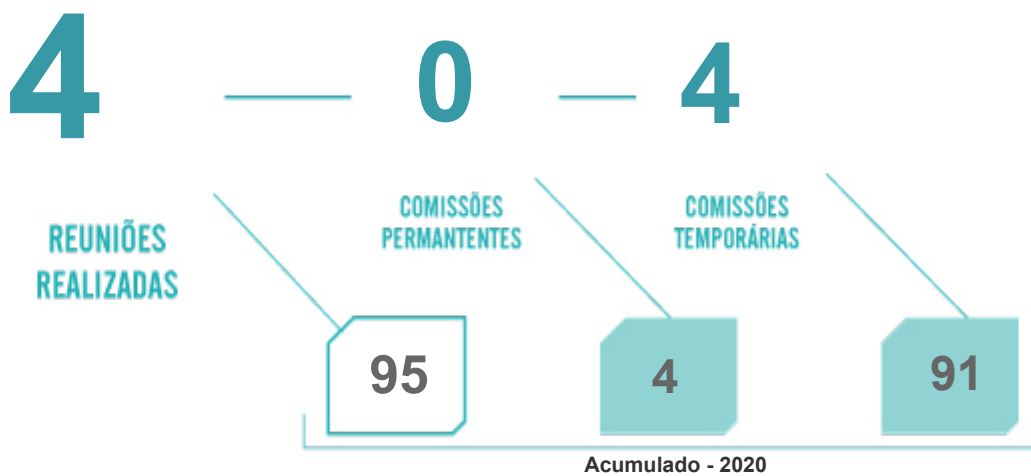 4
0
4
REUNIÕES
REALIZADAS
COMISSÕES
PERMANTENTES
COMISSÕES
TEMPORÁRIAS
95
4
91
Acumulado - 2020